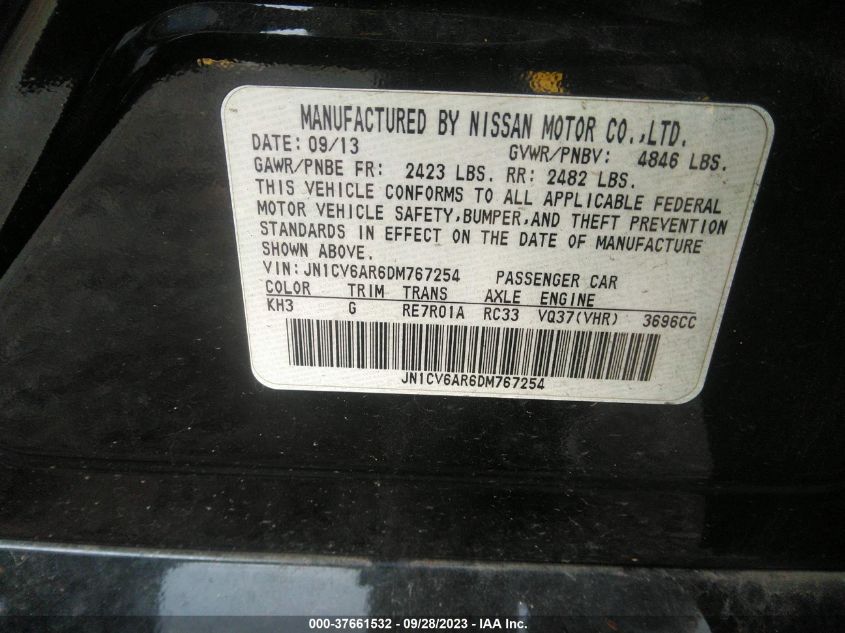 MANUFACTURED BY NISSAN MOTOR CO.,LTD.
DATE: 09/13 GVWR/PNBV: 4846 LBS.
GAWR/PNBE FR: 2423 LBS. RR: 2482 LBS.
THIS VEHICLE CONFORMS TO ALL APPLICABLE FEDERAL
MOTOR VEHICLE SAFETY,BUMPER,AND THEFT PREVENTION
STANDARDS IN EFFECT ON THE DATE OF MANUFACTURE
SHOWN ABOVE.
VIN: JN1CV6AR6DM767254 PASSENGER CAR
COLOR TRIM TRANS AXLE ENGINE
KH3 G RE7R01A RC33 VQ37(VHR) 3696CC
JN1CV6AR6DM767254
000-37661532 - 09/28/2023 - IAA Inc.